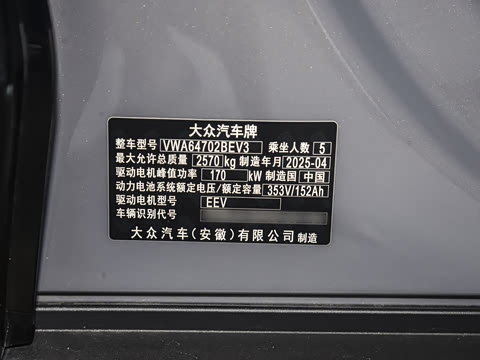 大众汽车牌
整车型号 VWA64702BEV3 乘坐人数 5
最大允许总质量 2570 kg 制造年月 2025-04
驱动电机峰值功率 170 kW 制造国 中国
动力电池系统额定电压/额定容量 353V/152Ah
驱动电机型号 EEV
车辆识别代号
大众汽车(安徽)有限公司制造